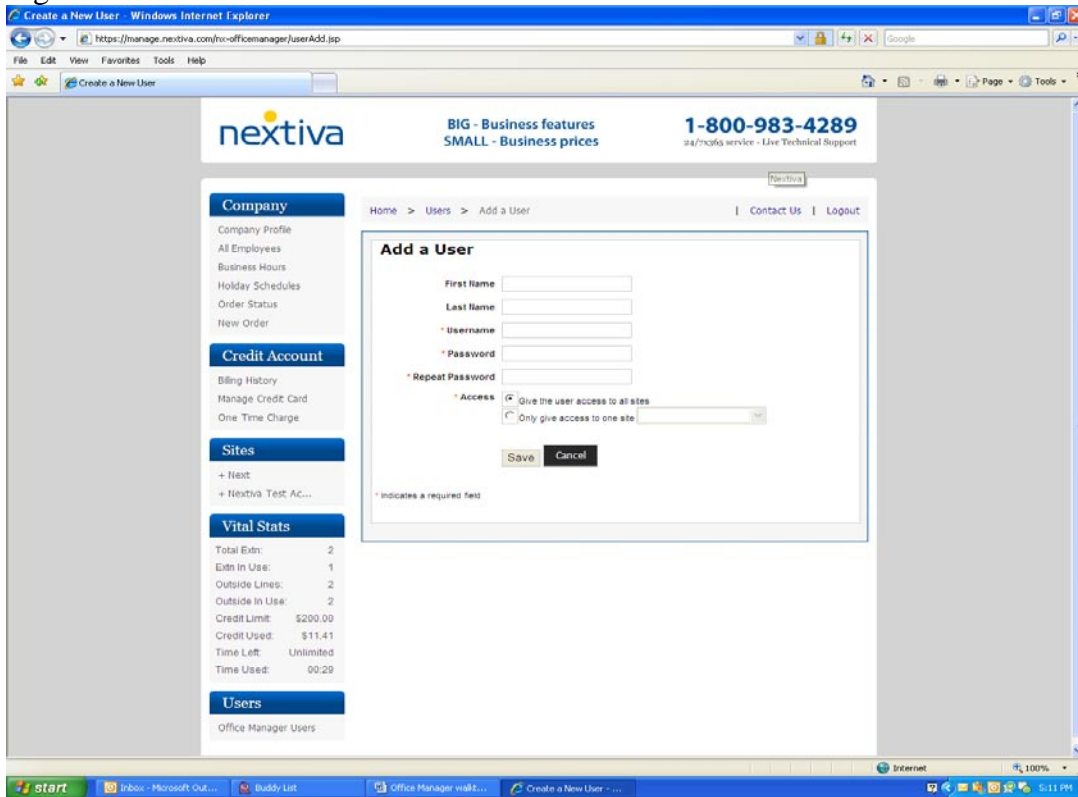 Create a New User - Windows Internet Explorer
https://manage.nextiva.com/nx-officemanager/userAdd.jsp
Google
File Edit View Favorites Tools Help
Create a New User
Page Tools
nextiva
BIG - Business features
SMALL - Business prices
1-800-983-4289
24/7x365 service - Live Technical Support
Nextiva
Home > Users > Add a User | Contact Us | Logout
Company
Company Profile
All Employees
Business Hours
Holiday Schedules
Order Status
New Order
Credit Account
Billing History
Manage Credit Card
One Time Charge
Sites
+ Next
+ Nextiva Test Ac...
Vital Stats
Total Extn: 2
Extn In Use: 1
Outside Lines: 2
Outside In Use: 2
Credit Limit: $200.00
Credit Used: $11.41
Time Left: Unlimited
Time Used: 00:29
Users
Office Manager Users
Add a User
First Name
Last Name
* Username
* Password
* Repeat Password
* Access
Give the user access to all sites
Only give access to one site
Save Cancel
* Indicates a required field
Internet 100%
start Inbox - Microsoft Out... Buddy List Office Manager walkt... Create a New User - ... 5:11 PM